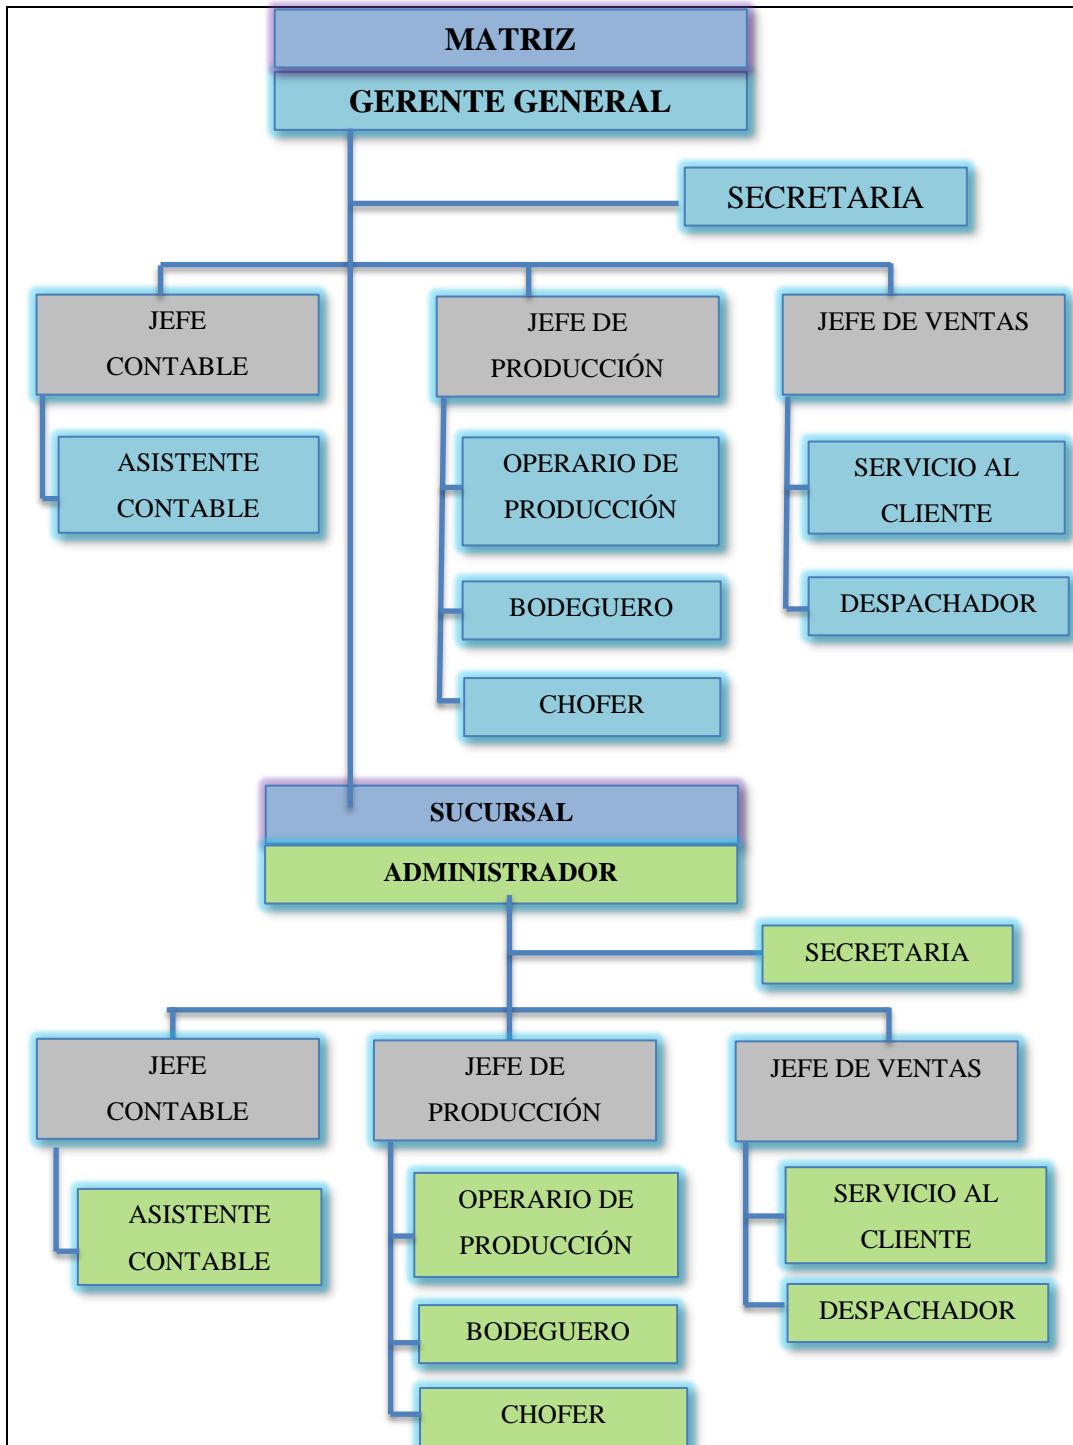 MATRIZ
GERENTE GENERAL
SECRETARIA
JEFE
CONTABLE
ASISTENTE
CONTABLE
JEFE DE
PRODUCCIÓN
OPERARIO DE
PRODUCCIÓN
BODEGUERO
CHOFER
JEFE DE VENTAS
SERVICIO AL
CLIENTE
DESPACHADOR
SUCURSAL
ADMINISTRADOR
SECRETARIA
JEFE
CONTABLE
ASISTENTE
CONTABLE
JEFE DE
PRODUCCIÓN
OPERARIO DE
PRODUCCIÓN
BODEGUERO
CHOFER
JEFE DE VENTAS
SERVICIO AL
CLIENTE
DESPACHADOR